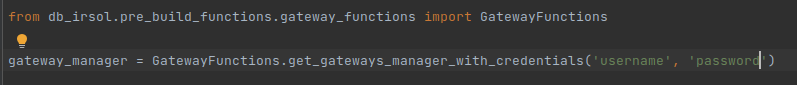 from db_irsol.pre_build_functions.gateway_functions import GatewayFunctions
gateway_manager = GatewayFunctions.get_gateways_manager_with_credentials('username', 'password')